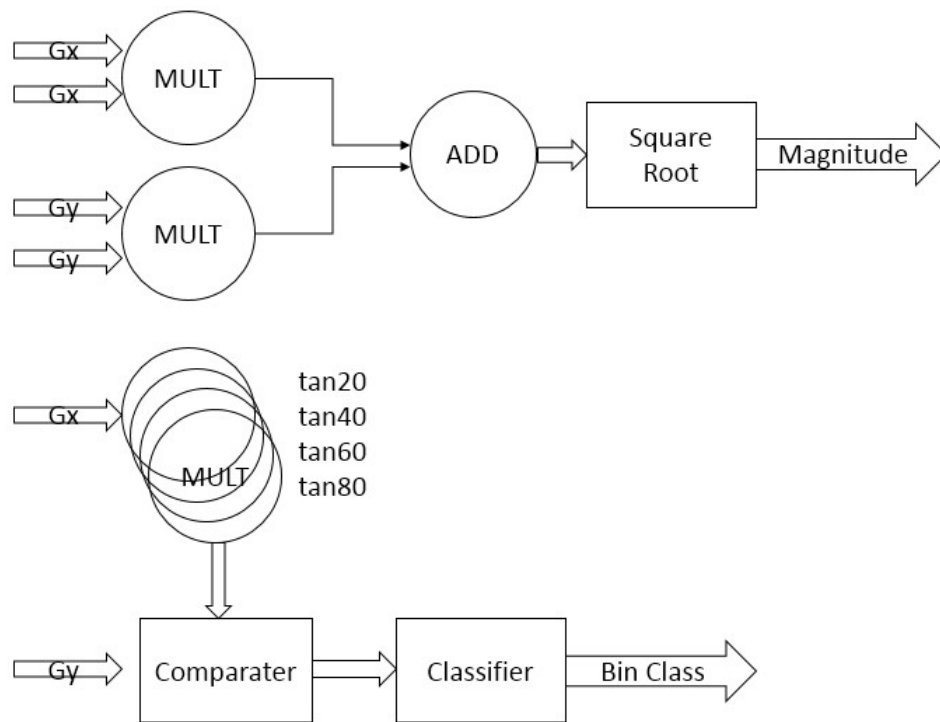 Gx
Gx
MULT
Gy
Gy
MULT
ADD
Square
Root
Magnitude
Gx
MULT
tan20
tan40
tan60
tan80
Gy
Comparater
Classifier
Bin Class